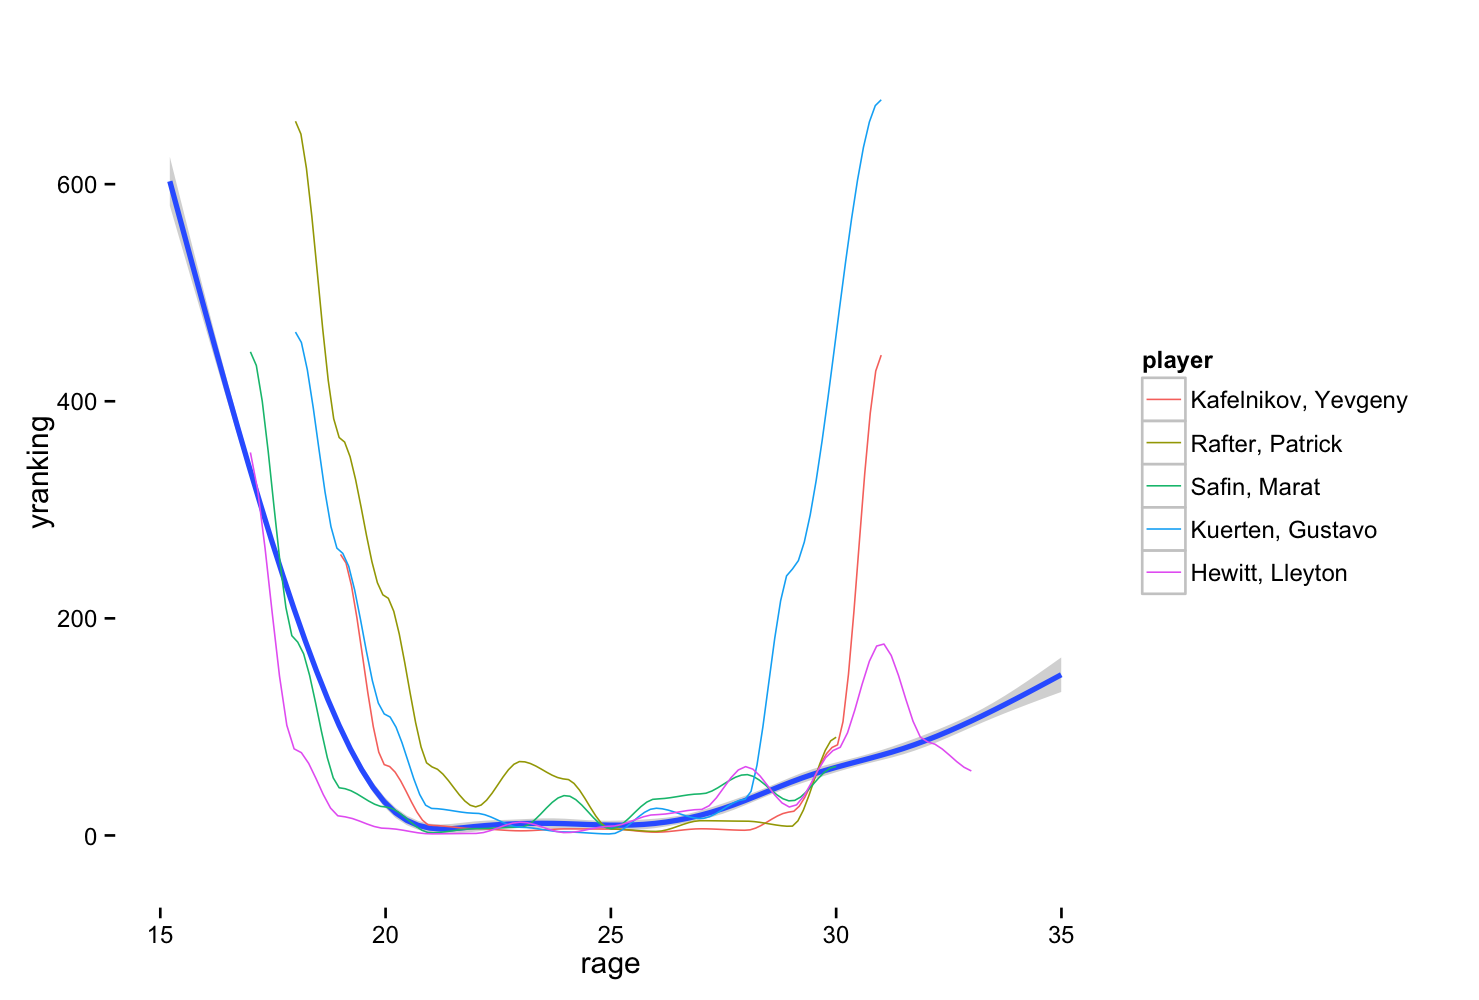 600
400
200
0
yranking
15 20 25 30 35
rage
player
Kafelnikov, Yevgeny
Rafter, Patrick
Safin, Marat
Kuerten, Gustavo
Hewitt, Lleyton